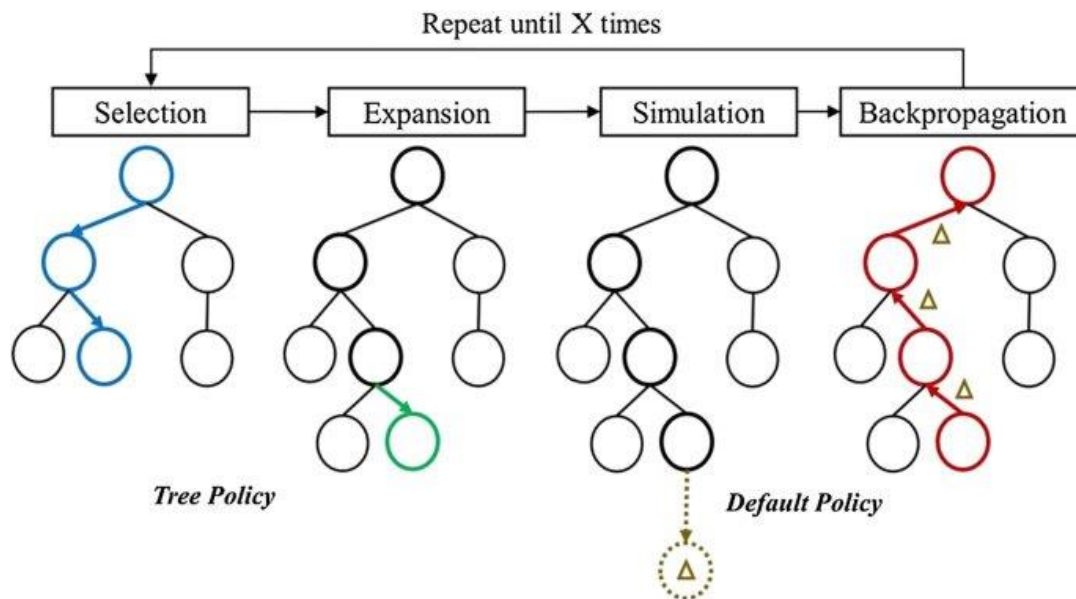 Repeat until X times
Selection
Expansion
Simulation
Backpropagation
Δ
Δ
Δ
Tree Policy
Default Policy
Δ